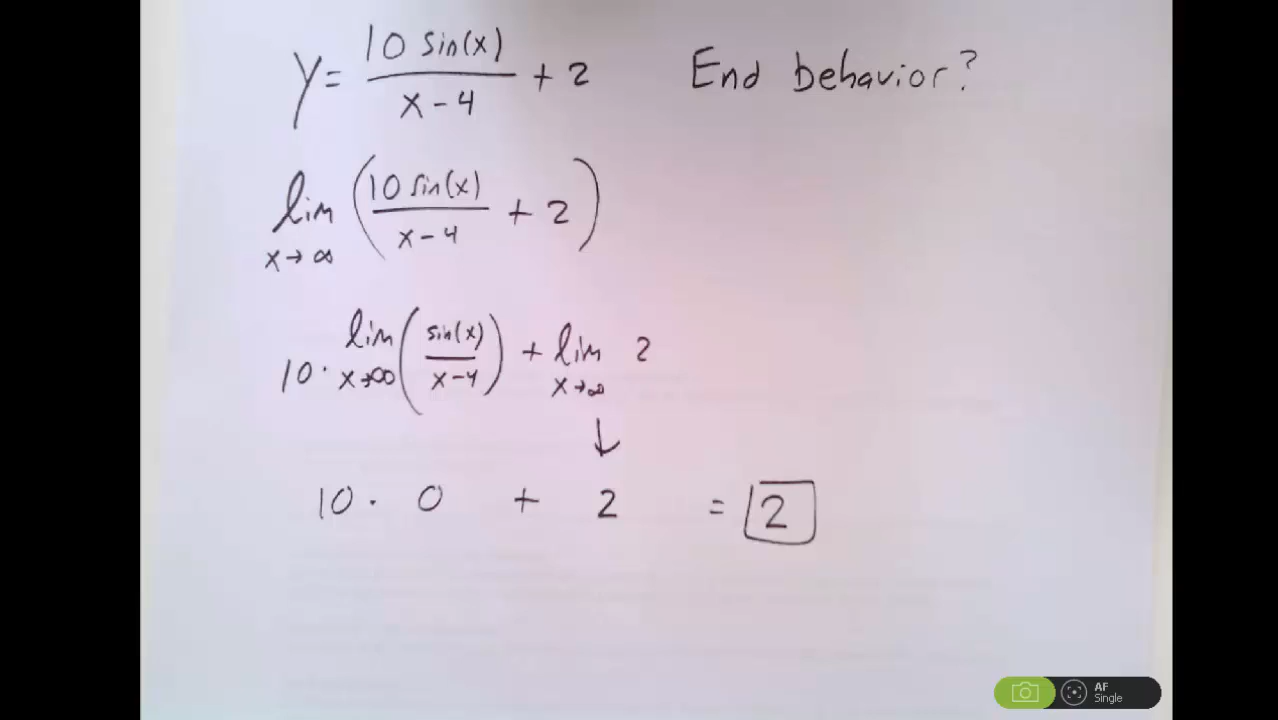 y = 10 sin(x) / x - 4 + 2 End behavior?
lim x→∞ (10 sin(x) / x - 4 + 2)
10 · lim x→∞ (sin(x) / x - 4) + lim x→∞ 2
↓
10 · 0 + 2 = 2
AF
Single